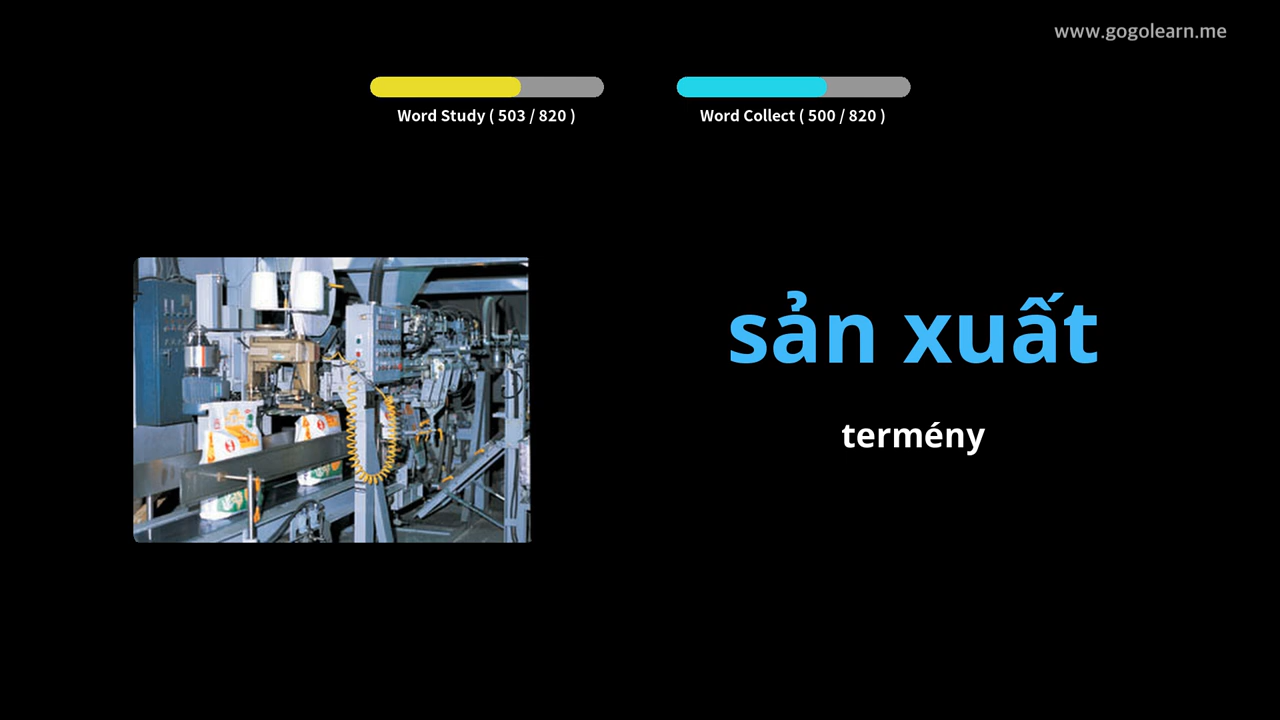 www.gogolearn.me
Word Study ( 503 / 820 )
Word Collect ( 500 / 820 )
sản xuất
termény